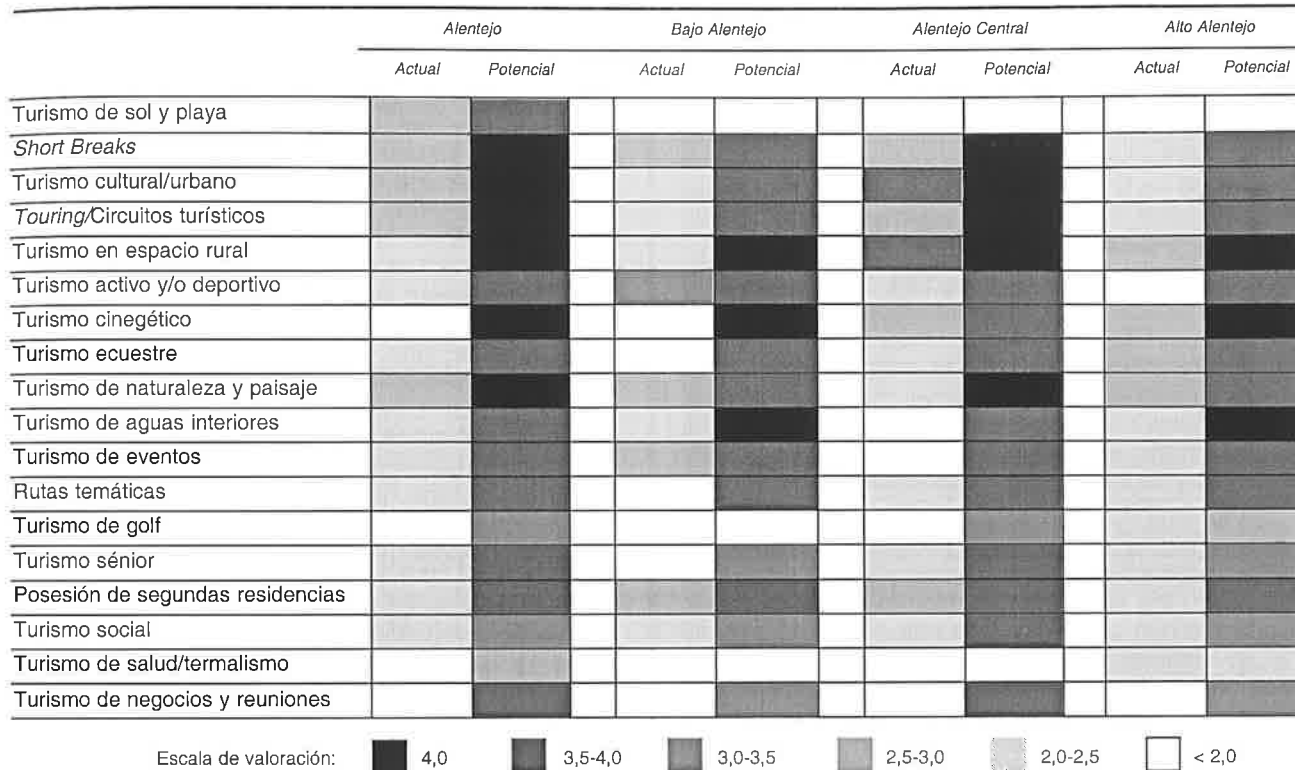 Alentejo Bajo Alentejo Alentejo Central Alto Alentejo
Actual Potencial Actual Potencial Actual Potencial Actual Potencial
Turismo de sol y playa
Short Breaks
Turismo cultural/urbano
Touring/Circuitos turísticos
Turismo en espacio rural
Turismo activo y/o deportivo
Turismo cinegético
Turismo ecuestre
Turismo de naturaleza y paisaje
Turismo de aguas interiores
Turismo de eventos
Rutas temáticas
Turismo de golf
Turismo sénior
Posesión de segundas residencias
Turismo social
Turismo de salud/termalismo
Turismo de negocios y reuniones
Escala de valoración: 4,0 3,5-4,0 3,0-3,5 2,5-3,0 2,0-2,5 < 2,0